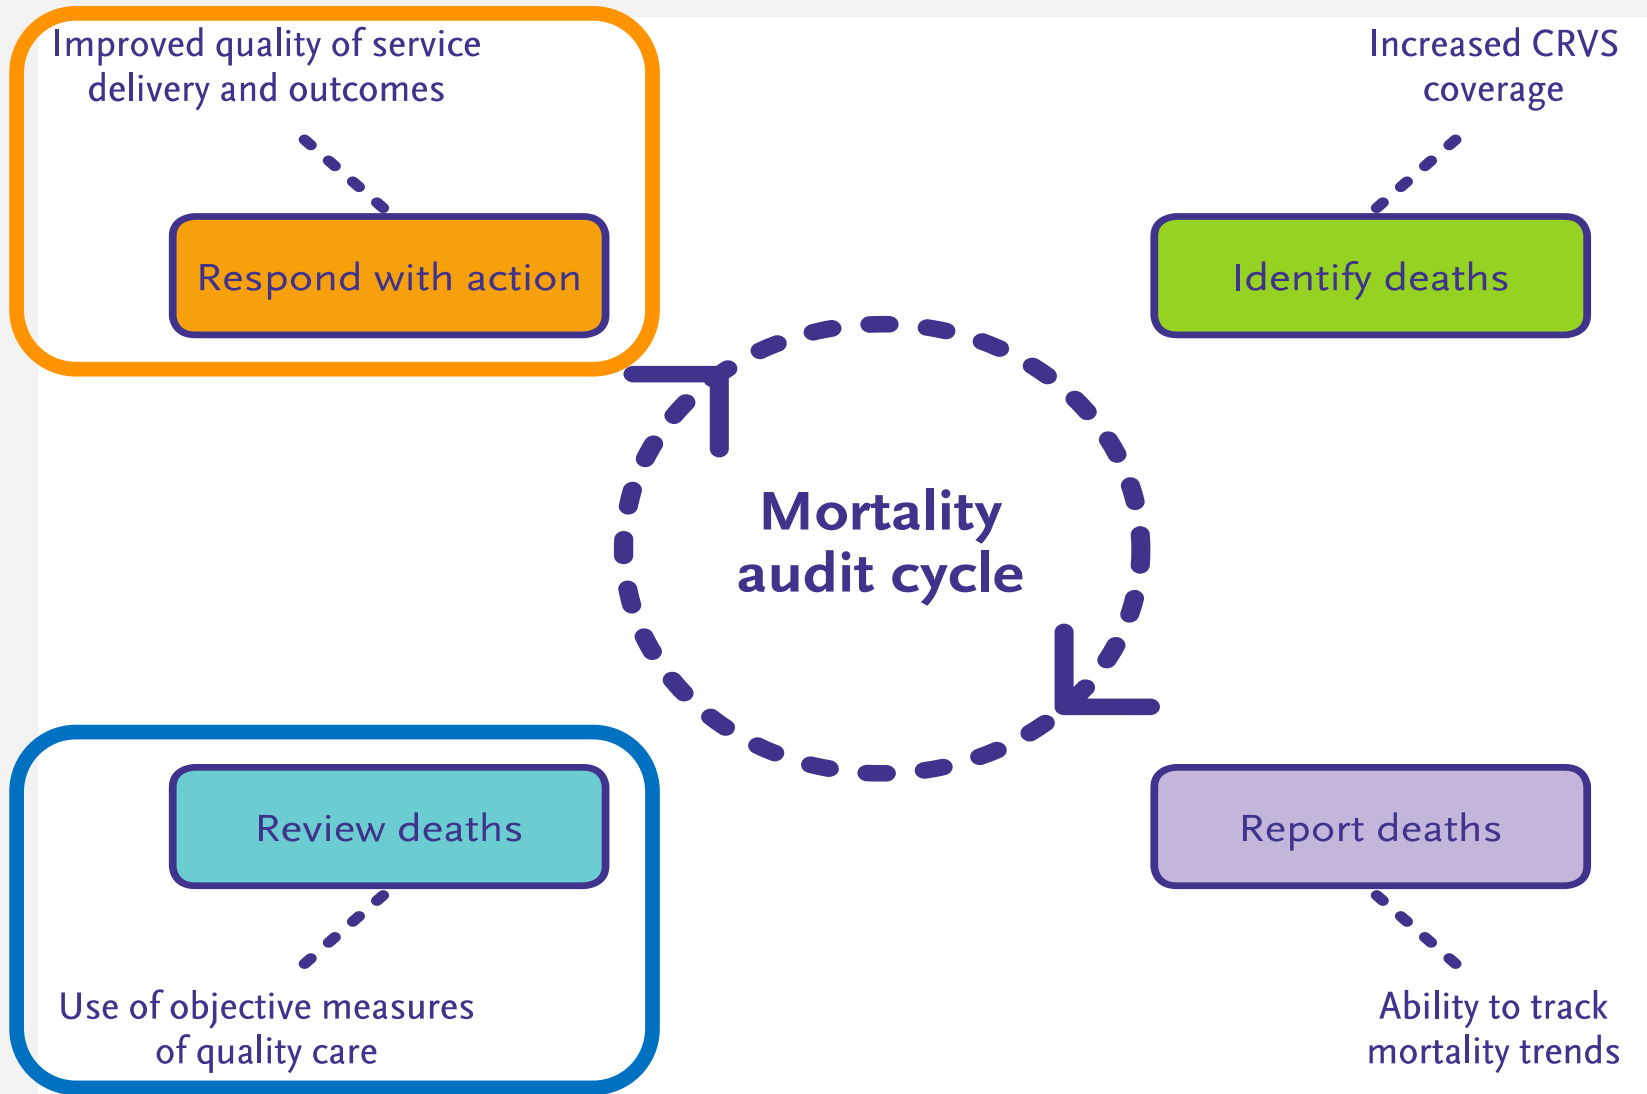 Improved quality of service
delivery and outcomes
Increased CRVS
coverage
Respond with action
Identify deaths
Mortality
audit cycle
Review deaths
Report deaths
Use of objective measures
of quality care
Ability to track
mortality trends